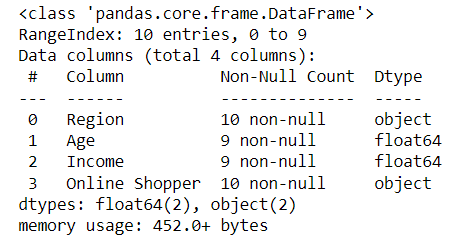 <class 'pandas.core.frame.DataFrame'>
RangeIndex: 10 entries, 0 to 9
Data columns (total 4 columns):
 #   Column          Non-Null Count  Dtype
---  ------          --------------  -----
 0   Region          10 non-null     object
 1   Age             9 non-null      float64
 2   Income          9 non-null      float64
 3   Online Shopper  10 non-null     object
dtypes: float64(2), object(2)
memory usage: 452.0+ bytes